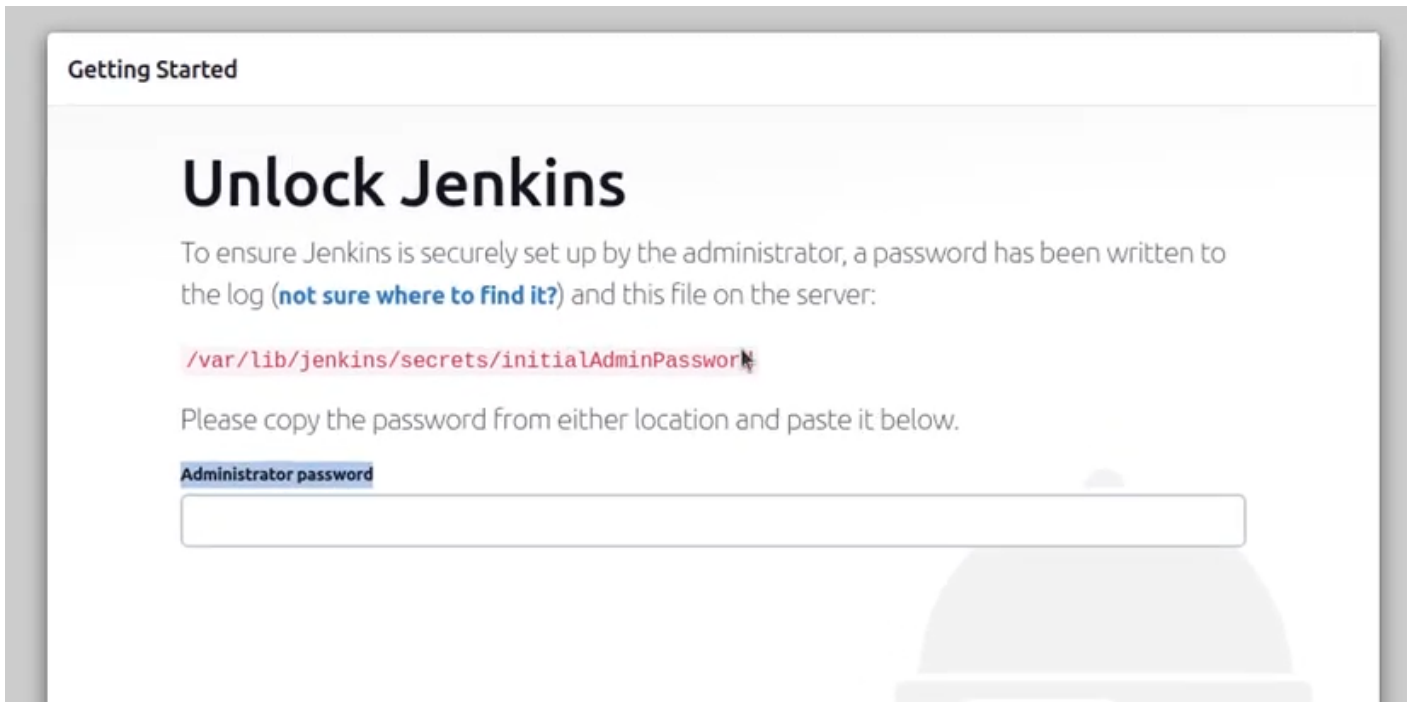 Getting Started
Unlock Jenkins
To ensure Jenkins is securely set up by the administrator, a password has been written to
the log (not sure where to find it?) and this file on the server:
/var/lib/jenkins/secrets/initialAdminPassword
Please copy the password from either location and paste it below.
Administrator password